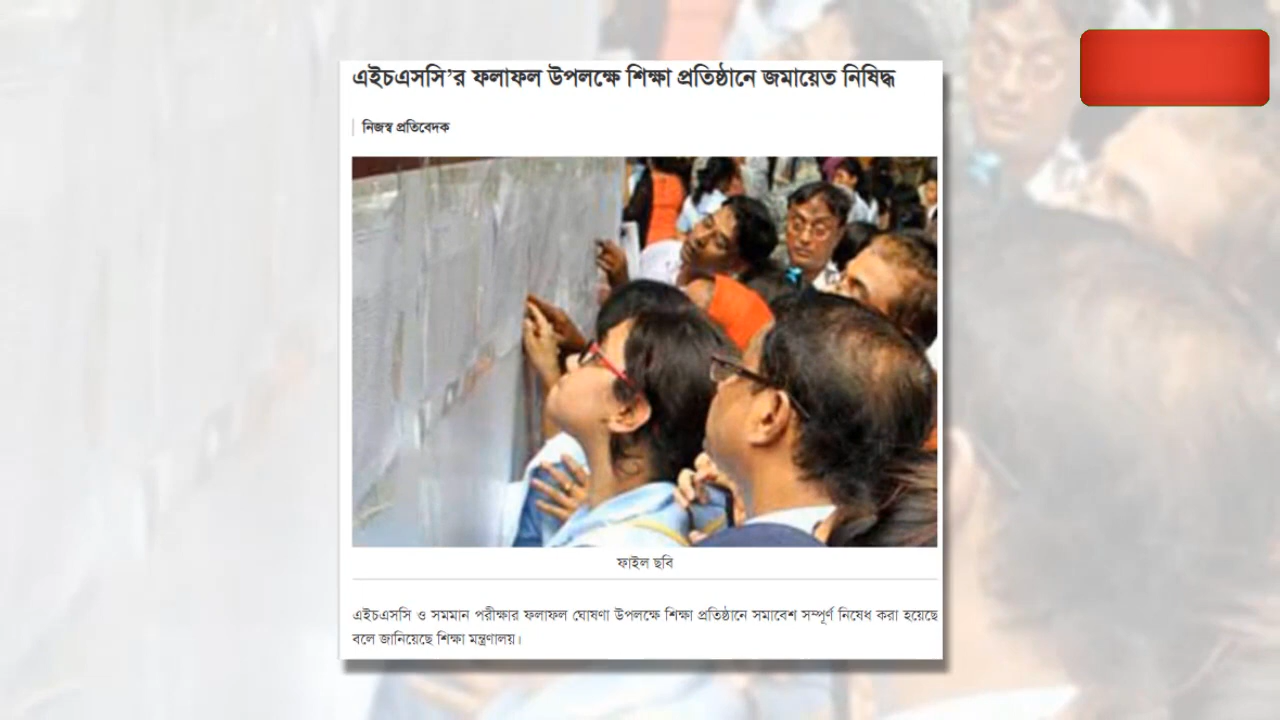 এইচএসসি’র ফলাফল উপলক্ষে শিক্ষা প্রতিষ্ঠানে জমায়েত নিষিদ্ধ
নিজস্ব প্রতিবেদক
ফাইল ছবি
এইচএসসি ও সমমান পরীক্ষার ফলাফল ঘোষণা উপলক্ষে শিক্ষা প্রতিষ্ঠানে সমাবেশ সম্পূর্ণ নিষেধ করা হয়েছে
বলে জানিয়েছে শিক্ষা মন্ত্রণালয়।